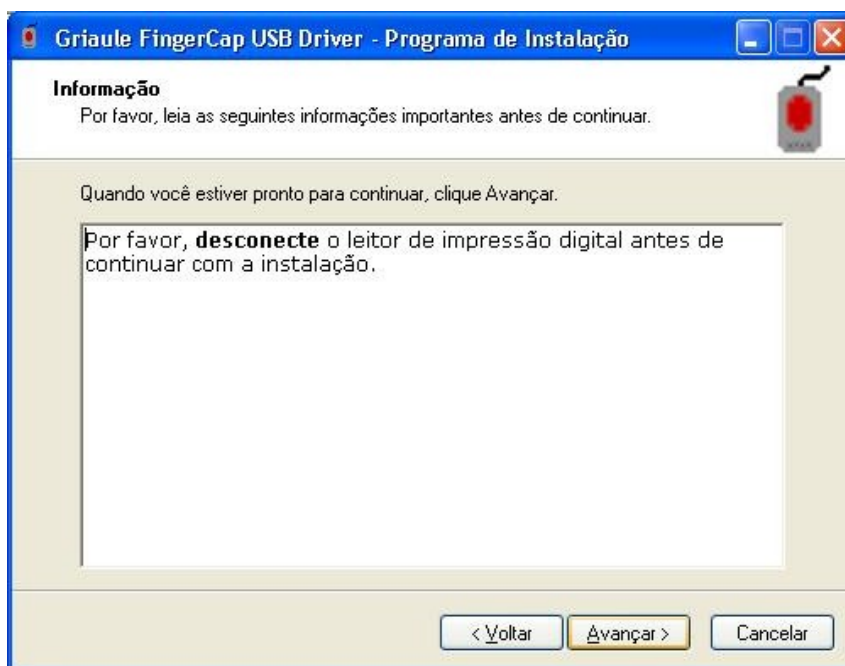 Griaule FingerCap USB Driver - Programa de Instalação
Informação
Por favor, leia as seguintes informações importantes antes de continuar.
Quando você estiver pronto para continuar, clique Avançar.
Por favor, desconecte o leitor de impressão digital antes de
continuar com a instalação.
< Voltar
Avançar >
Cancelar